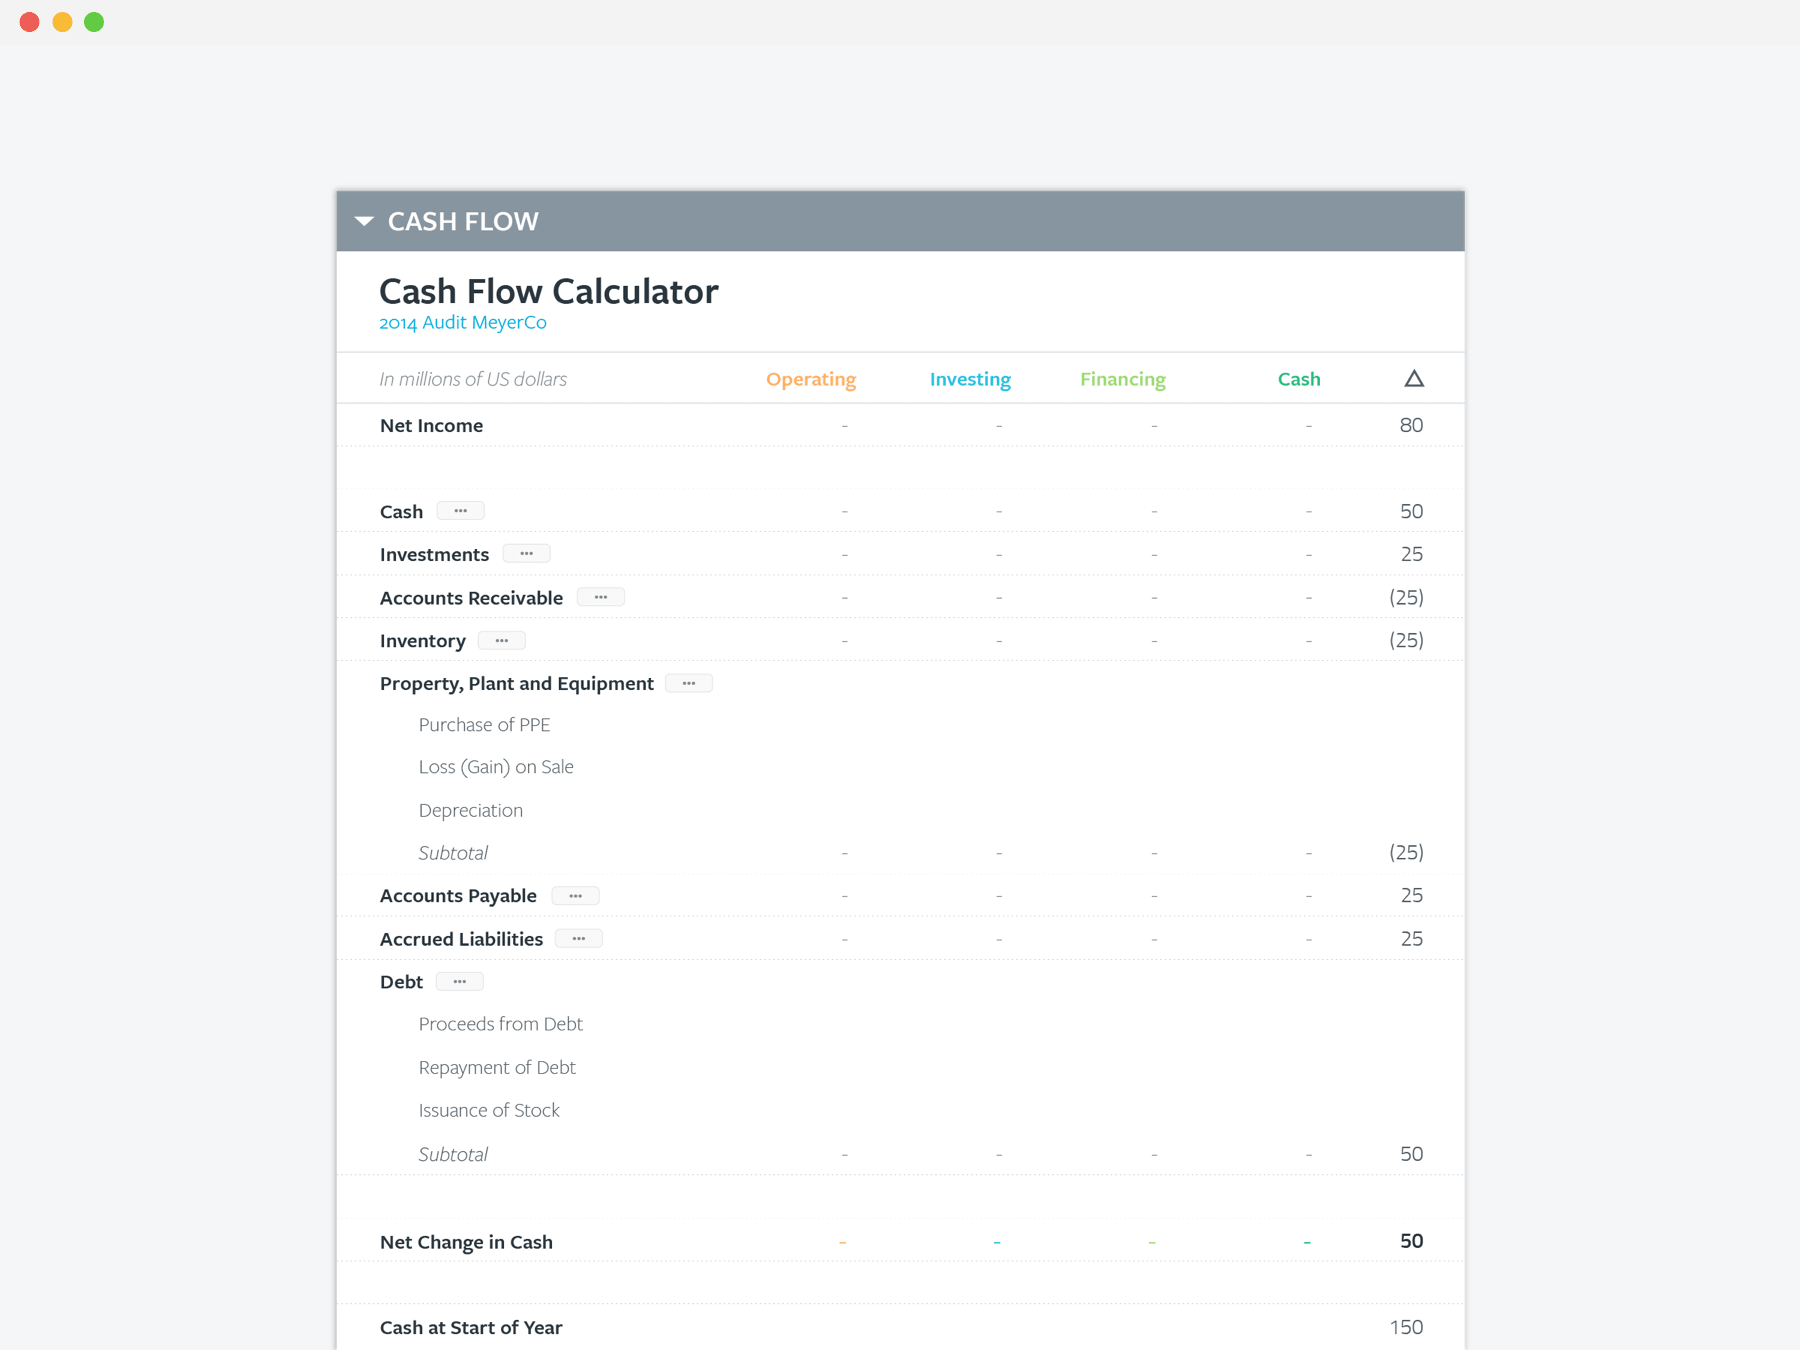 CASH FLOW
Cash Flow Calculator
2014 Audit MeyerCo
In millions of US dollars Operating Investing Financing Cash △
Net Income - - - - 80
Cash ••• - - - - 50
Investments ••• - - - - 25
Accounts Receivable ••• - - - - (25)
Inventory ••• - - - - (25)
Property, Plant and Equipment •••
Purchase of PPE
Loss (Gain) on Sale
Depreciation
Subtotal - - - - (25)
Accounts Payable ••• - - - - 25
Accrued Liabilities ••• - - - - 25
Debt •••
Proceeds from Debt
Repayment of Debt
Issuance of Stock
Subtotal - - - - 50
Net Change in Cash - - - - 50
Cash at Start of Year 150